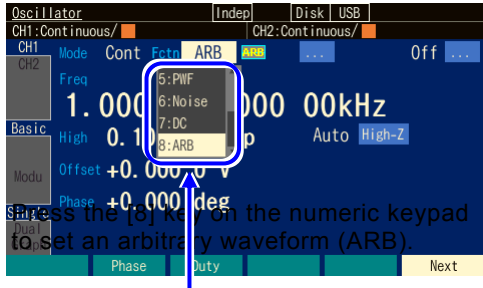 Oscillator Indep Disk USB
CH1:Continuous/ CH2:Continuous/
CH1 Mode Cont Fctn ARB ARB ... Off ...
CH2
Freq 5:PWF
1.000 000 00kHz
6:Noise
7:DC
Basic High 0.10 p Auto High-Z
8:ARB
Modu Offset +0.000 0 V
Phase +0.000 deg
Single
Dual
Press the [8] key on the numeric keypad
to set an arbitrary waveform (ARB).
Phase Duty Next